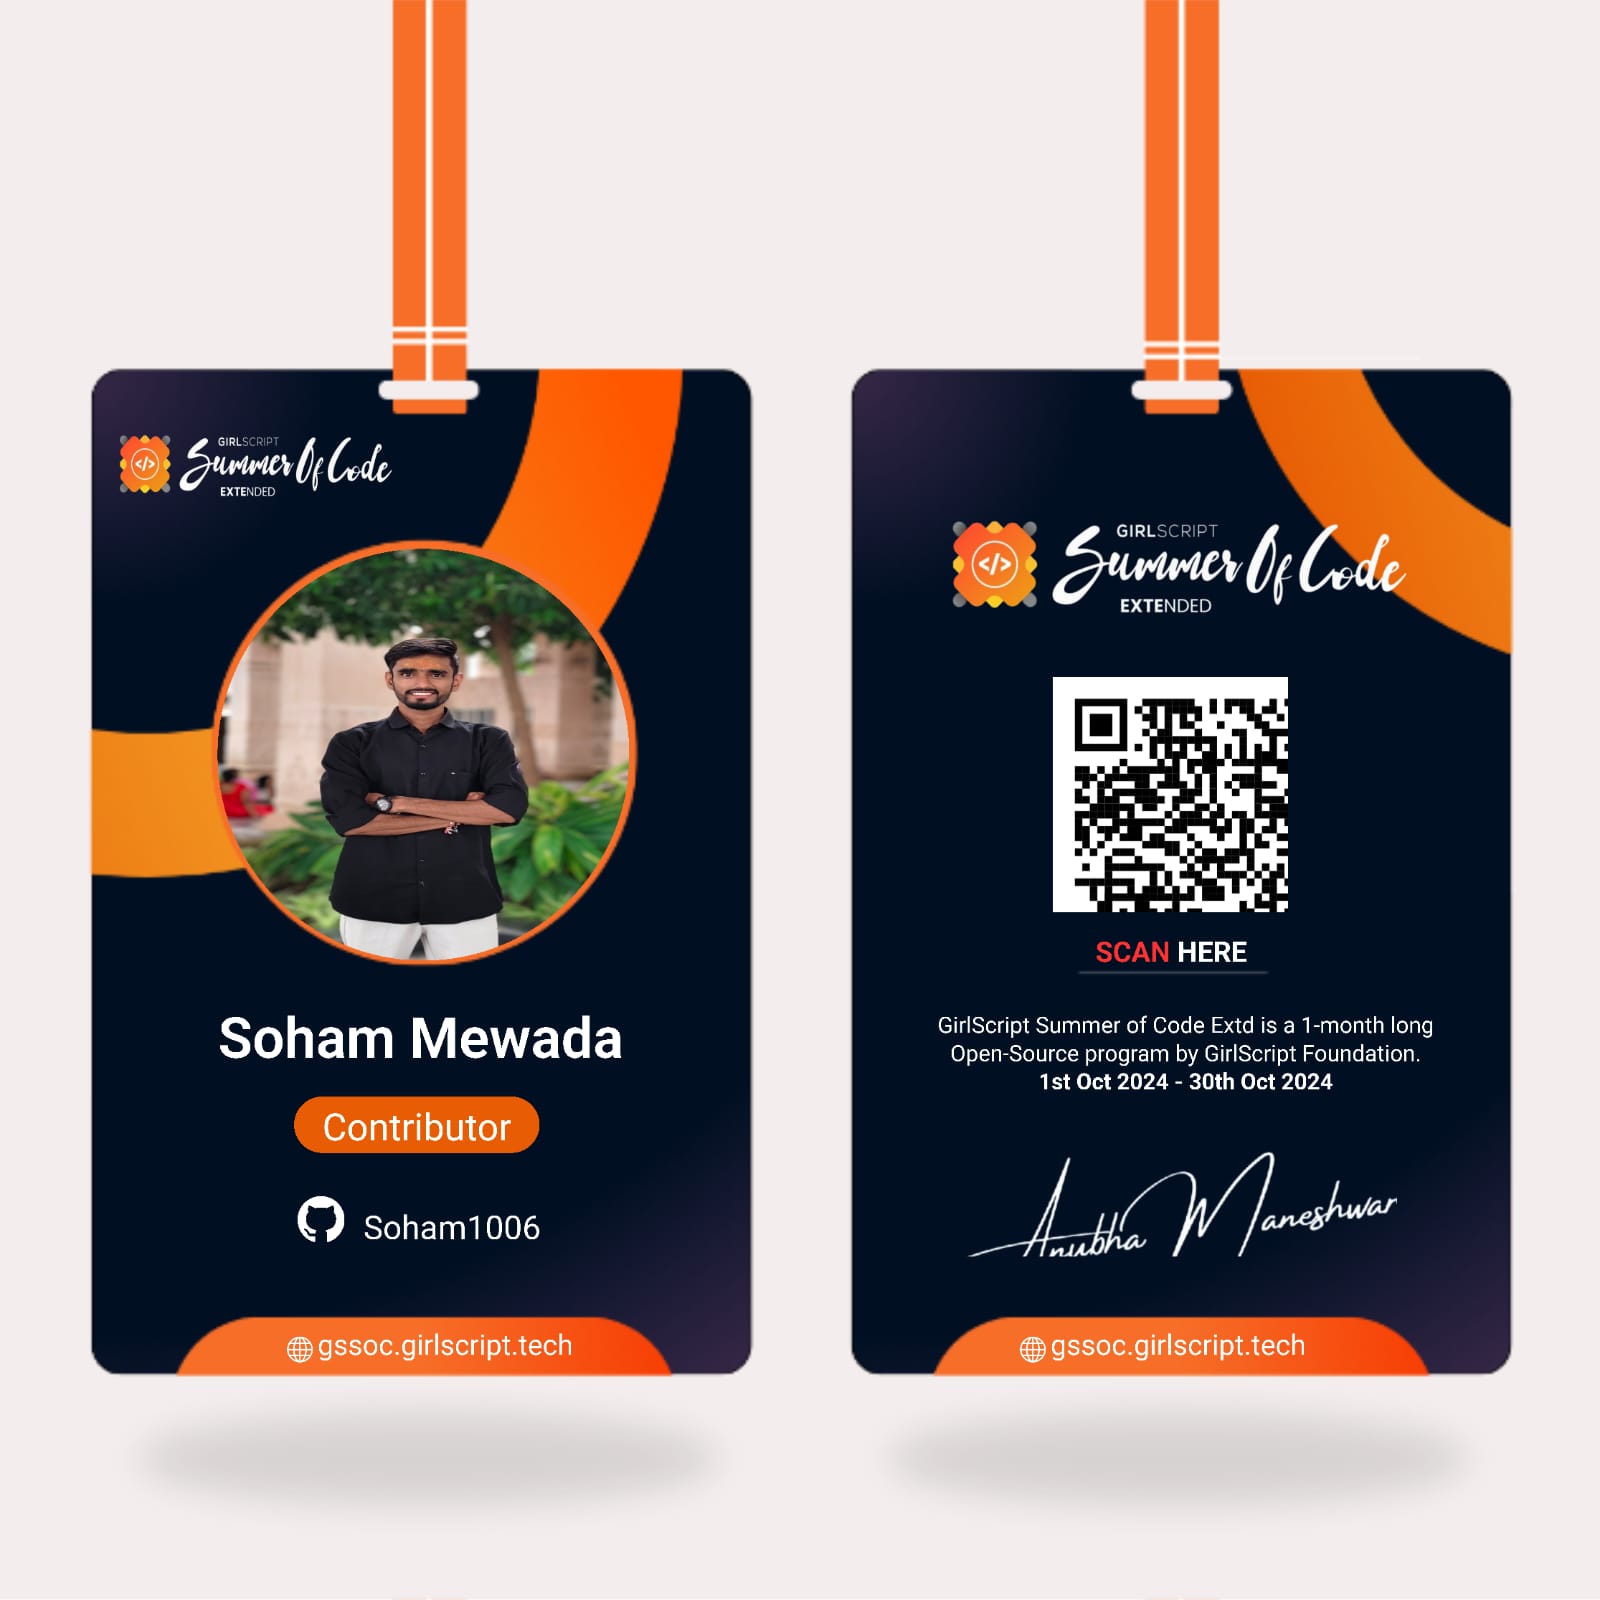 GIRLSCRIPT
Summer Of Code
EXTENDED
Soham Mewada
Contributor
Soham1006
gssoc.girlscript.tech
GIRLSCRIPT
Summer Of Code
EXTENDED
SCAN HERE
GirlScript Summer of Code Extd is a 1-month long
Open-Source program by GirlScript Foundation.
1st Oct 2024 - 30th Oct 2024
Anubha Maneshwar
gssoc.girlscript.tech